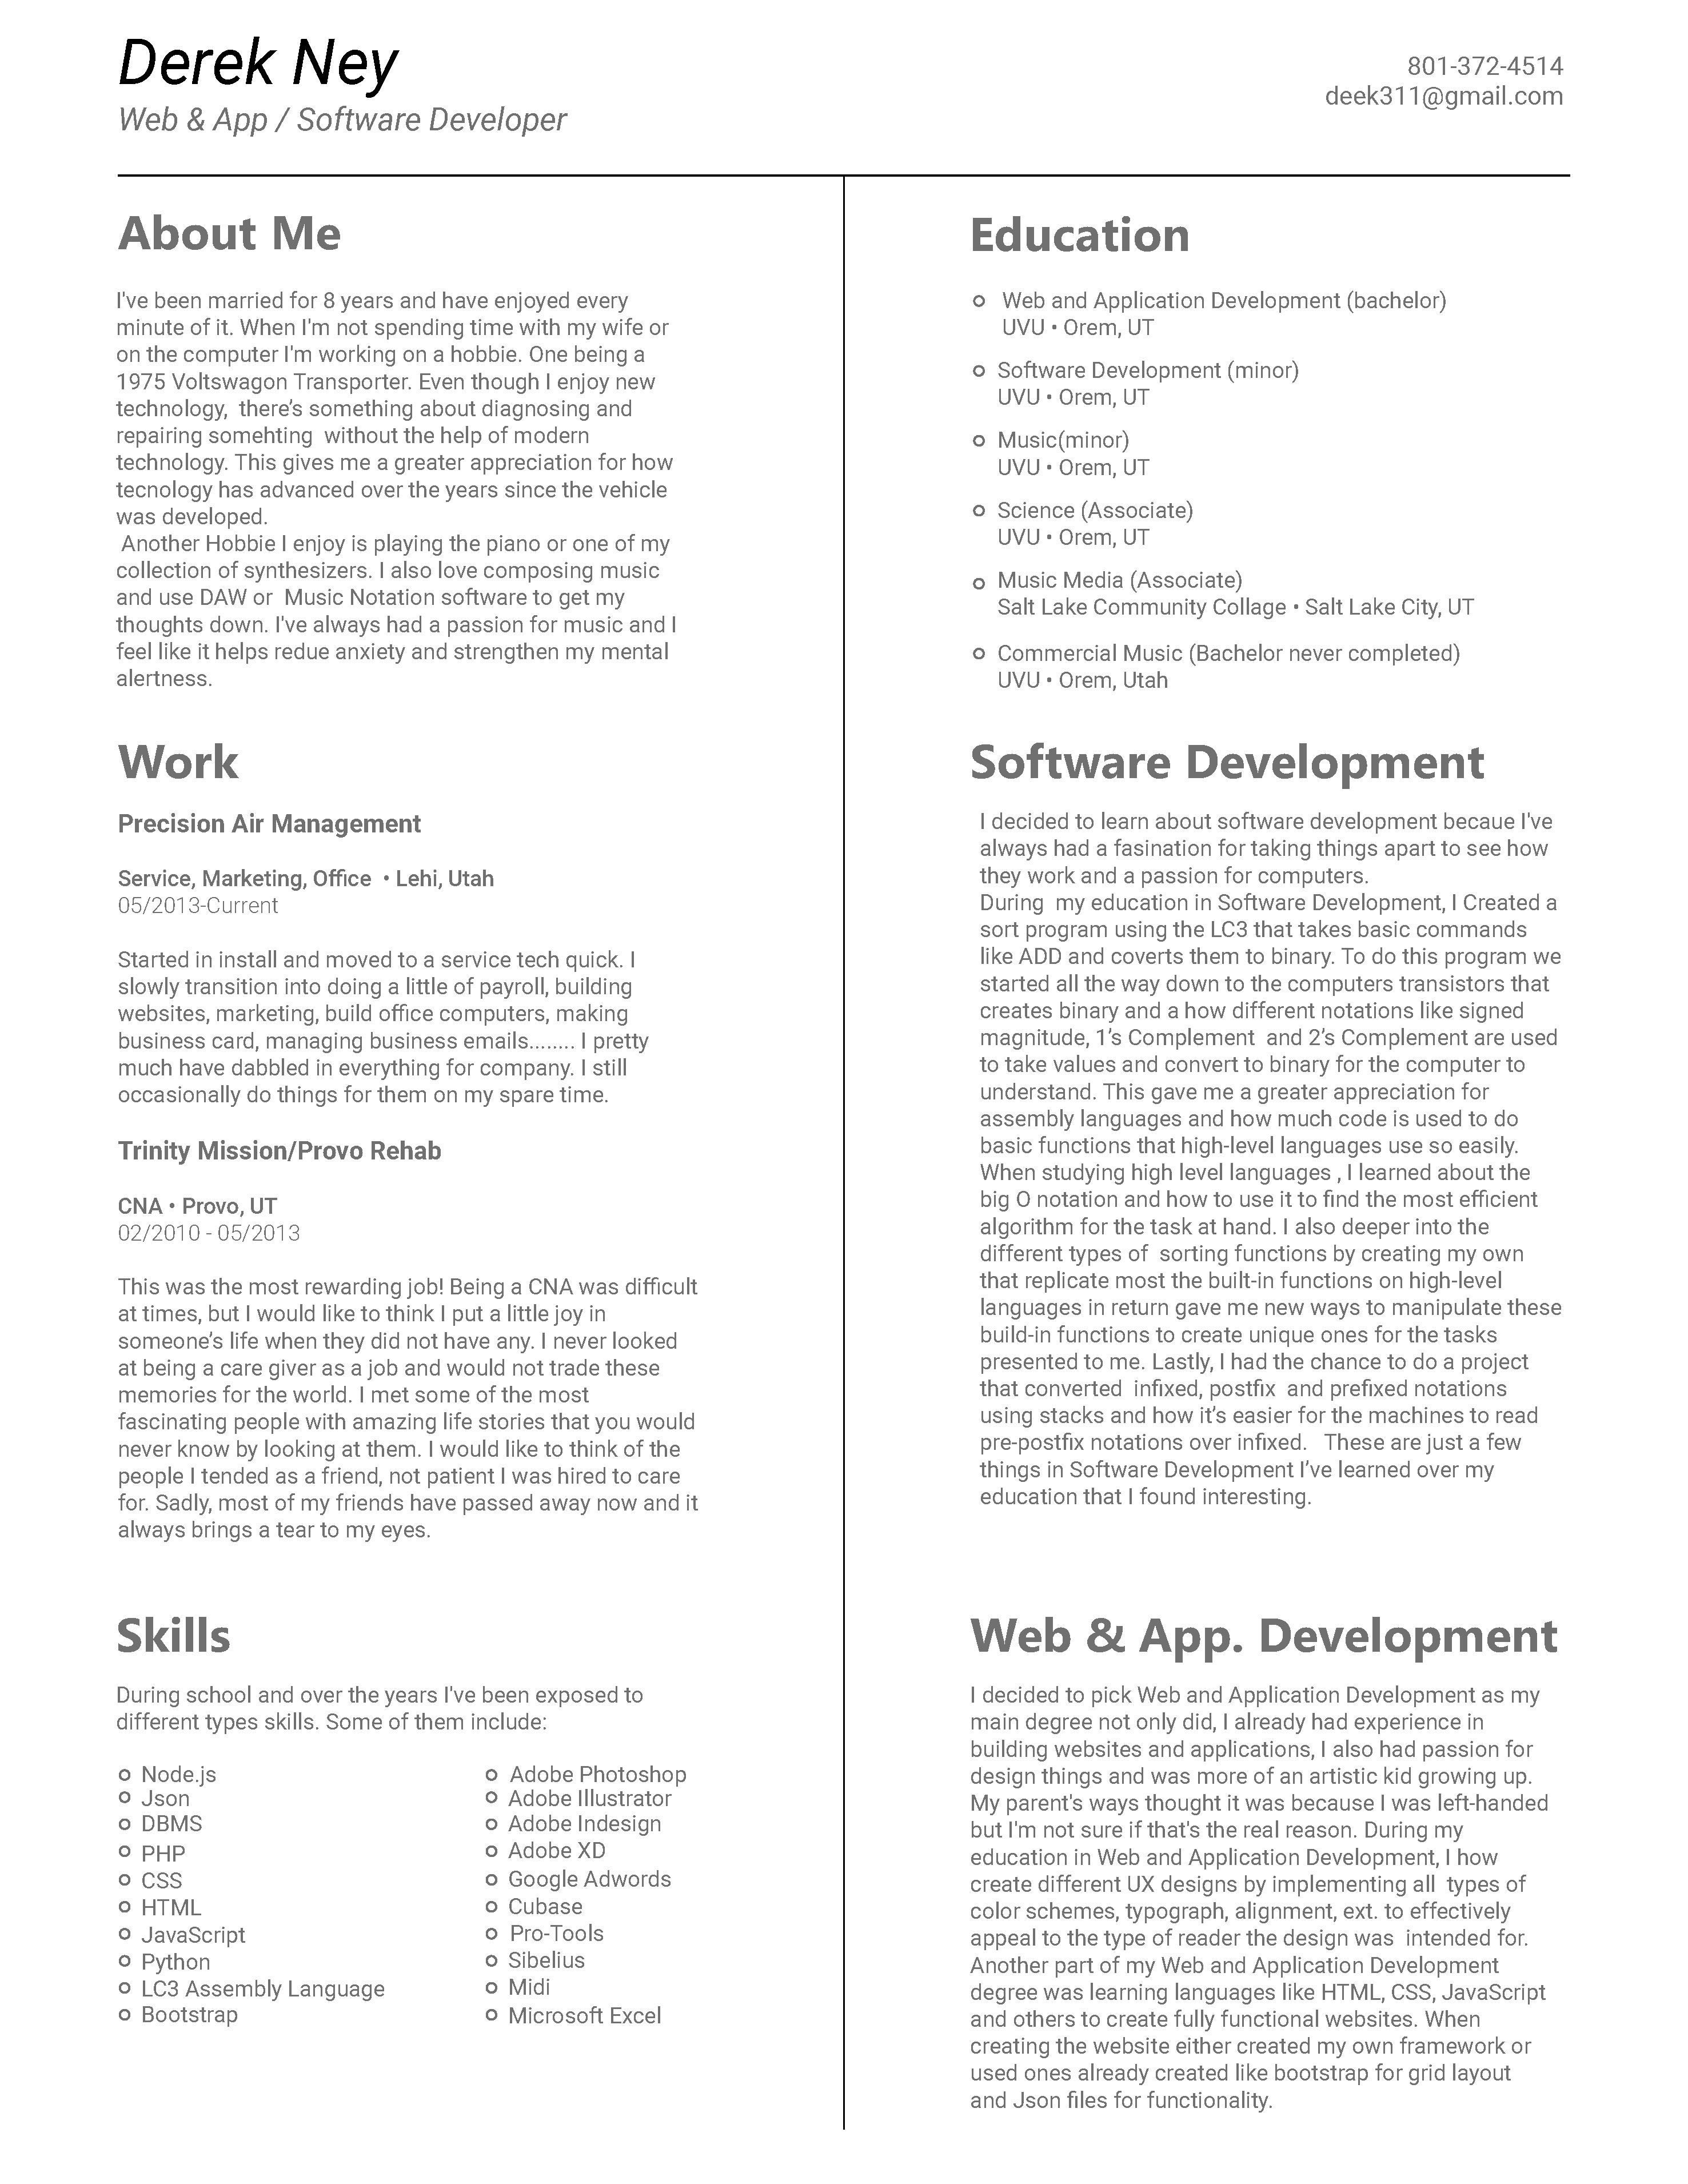 Derek Ney
Web & App / Software Developer
801-372-4514
deek311@gmail.com
About Me
I've been married for 8 years and have enjoyed every
minute of it. When I'm not spending time with my wife or
on the computer I'm working on a hobbie. One being a
1975 Voltswagon Transporter. Even though I enjoy new
technology,  there’s something about diagnosing and
repairing somehting  without the help of modern
technology. This gives me a greater appreciation for how
tecnology has advanced over the years since the vehicle
was developed.
Another Hobbie I enjoy is playing the piano or one of my
collection of synthesizers. I also love composing music
and use DAW or  Music Notation software to get my
thoughts down. I've always had a passion for music and I
feel like it helps redue anxiety and strengthen my mental
alertness.
Work
Precision Air Management
Service, Marketing, Office  • Lehi, Utah
05/2013-Current
Started in install and moved to a service tech quick. I
slowly transition into doing a little of payroll, building
websites, marketing, build office computers, making
business card, managing business emails........ I pretty
much have dabbled in everything for company. I still
occasionally do things for them on my spare time.
Trinity Mission/Provo Rehab
CNA • Provo, UT
02/2010 - 05/2013
This was the most rewarding job! Being a CNA was difficult
at times, but I would like to think I put a little joy in
someone’s life when they did not have any. I never looked
at being a care giver as a job and would not trade these
memories for the world. I met some of the most
fascinating people with amazing life stories that you would
never know by looking at them. I would like to think of the
people I tended as a friend, not patient I was hired to care
for. Sadly, most of my friends have passed away now and it
always brings a tear to my eyes.
Skills
During school and over the years I've been exposed to
different types skills. Some of them include:
Node.js
Json
DBMS
PHP
CSS
HTML
JavaScript
Python
LC3 Assembly Language
Bootstrap
Adobe Photoshop
Adobe Illustrator
Adobe Indesign
Adobe XD
Google Adwords
Cubase
Pro-Tools
Sibelius
Midi
Microsoft Excel
Education
Web and Application Development (bachelor)
UVU • Orem, UT
Software Development (minor)
UVU • Orem, UT
Music(minor)
UVU • Orem, UT
Science (Associate)
UVU • Orem, UT
Music Media (Associate)
Salt Lake Community Collage • Salt Lake City, UT
Commercial Music (Bachelor never completed)
UVU • Orem, Utah
Software Development
I decided to learn about software development becaue I've
always had a fasination for taking things apart to see how
they work and a passion for computers.
During  my education in Software Development, I Created a
sort program using the LC3 that takes basic commands
like ADD and coverts them to binary. To do this program we
started all the way down to the computers transistors that
creates binary and a how different notations like signed
magnitude, 1’s Complement  and 2’s Complement are used
to take values and convert to binary for the computer to
understand. This gave me a greater appreciation for
assembly languages and how much code is used to do
basic functions that high-level languages use so easily.
When studying high level languages , I learned about the
big O notation and how to use it to find the most efficient
algorithm for the task at hand. I also deeper into the
different types of  sorting functions by creating my own
that replicate most the built-in functions on high-level
languages in return gave me new ways to manipulate these
build-in functions to create unique ones for the tasks
presented to me. Lastly, I had the chance to do a project
that converted  infixed, postfix  and prefixed notations
using stacks and how it’s easier for the machines to read
pre-postfix notations over infixed.   These are just a few
things in Software Development I’ve learned over my
education that I found interesting.
Web & App. Development
I decided to pick Web and Application Development as my
main degree not only did, I already had experience in
building websites and applications, I also had passion for
design things and was more of an artistic kid growing up.
My parent's ways thought it was because I was left-handed
but I'm not sure if that's the real reason. During my
education in Web and Application Development, I how
create different UX designs by implementing all  types of
color schemes, typograph, alignment, ext. to effectively
appeal to the type of reader the design was  intended for.
Another part of my Web and Application Development
degree was learning languages like HTML, CSS, JavaScript
and others to create fully functional websites. When
creating the website either created my own framework or
used ones already created like bootstrap for grid layout
and Json files for functionality.